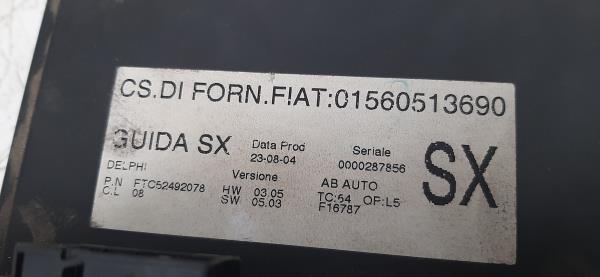 CS.DI FORN.FIAT:01560513690
GUIDA SX Data Prod Seriale SX
23-08-04 0000287856
DELPHI Versione AB AUTO
P.N FTC52492078 HW 03.05 TC:64 OP:L5
C.L 08 SW 05.03 F16787